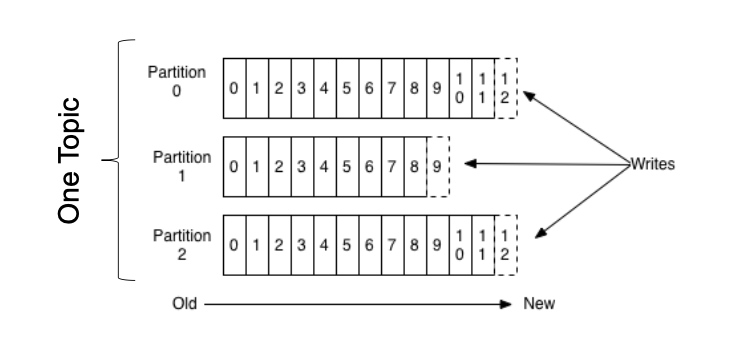 One Topic
Partition
0
0 1 2 3 4 5 6 7 8 9 10 11 12
Partition
1
0 1 2 3 4 5 6 7 8 9
Writes
Partition
2
0 1 2 3 4 5 6 7 8 9 10 11 12
Old New